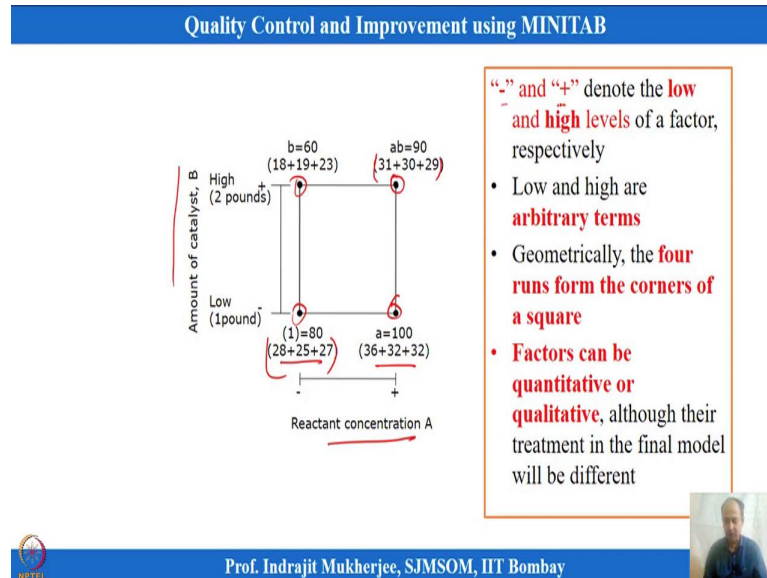 Quality Control and Improvement using MINITAB
b=60
(18+19+23)
ab=90
(31+30+29)
High +
(2 pounds)
Amount of catalyst, B
Low -
(1pound)
(1)=80
(28+25+27)
a=100
(36+32+32)
- +
Reactant concentration A
“-” and “+” denote the low
and high levels of a factor,
respectively
• Low and high are
arbitrary terms
• Geometrically, the four
runs form the corners of
a square
• Factors can be
quantitative or
qualitative, although their
treatment in the final model
will be different
NPTEL
Prof. Indrajit Mukherjee, SJMSOM, IIT Bombay